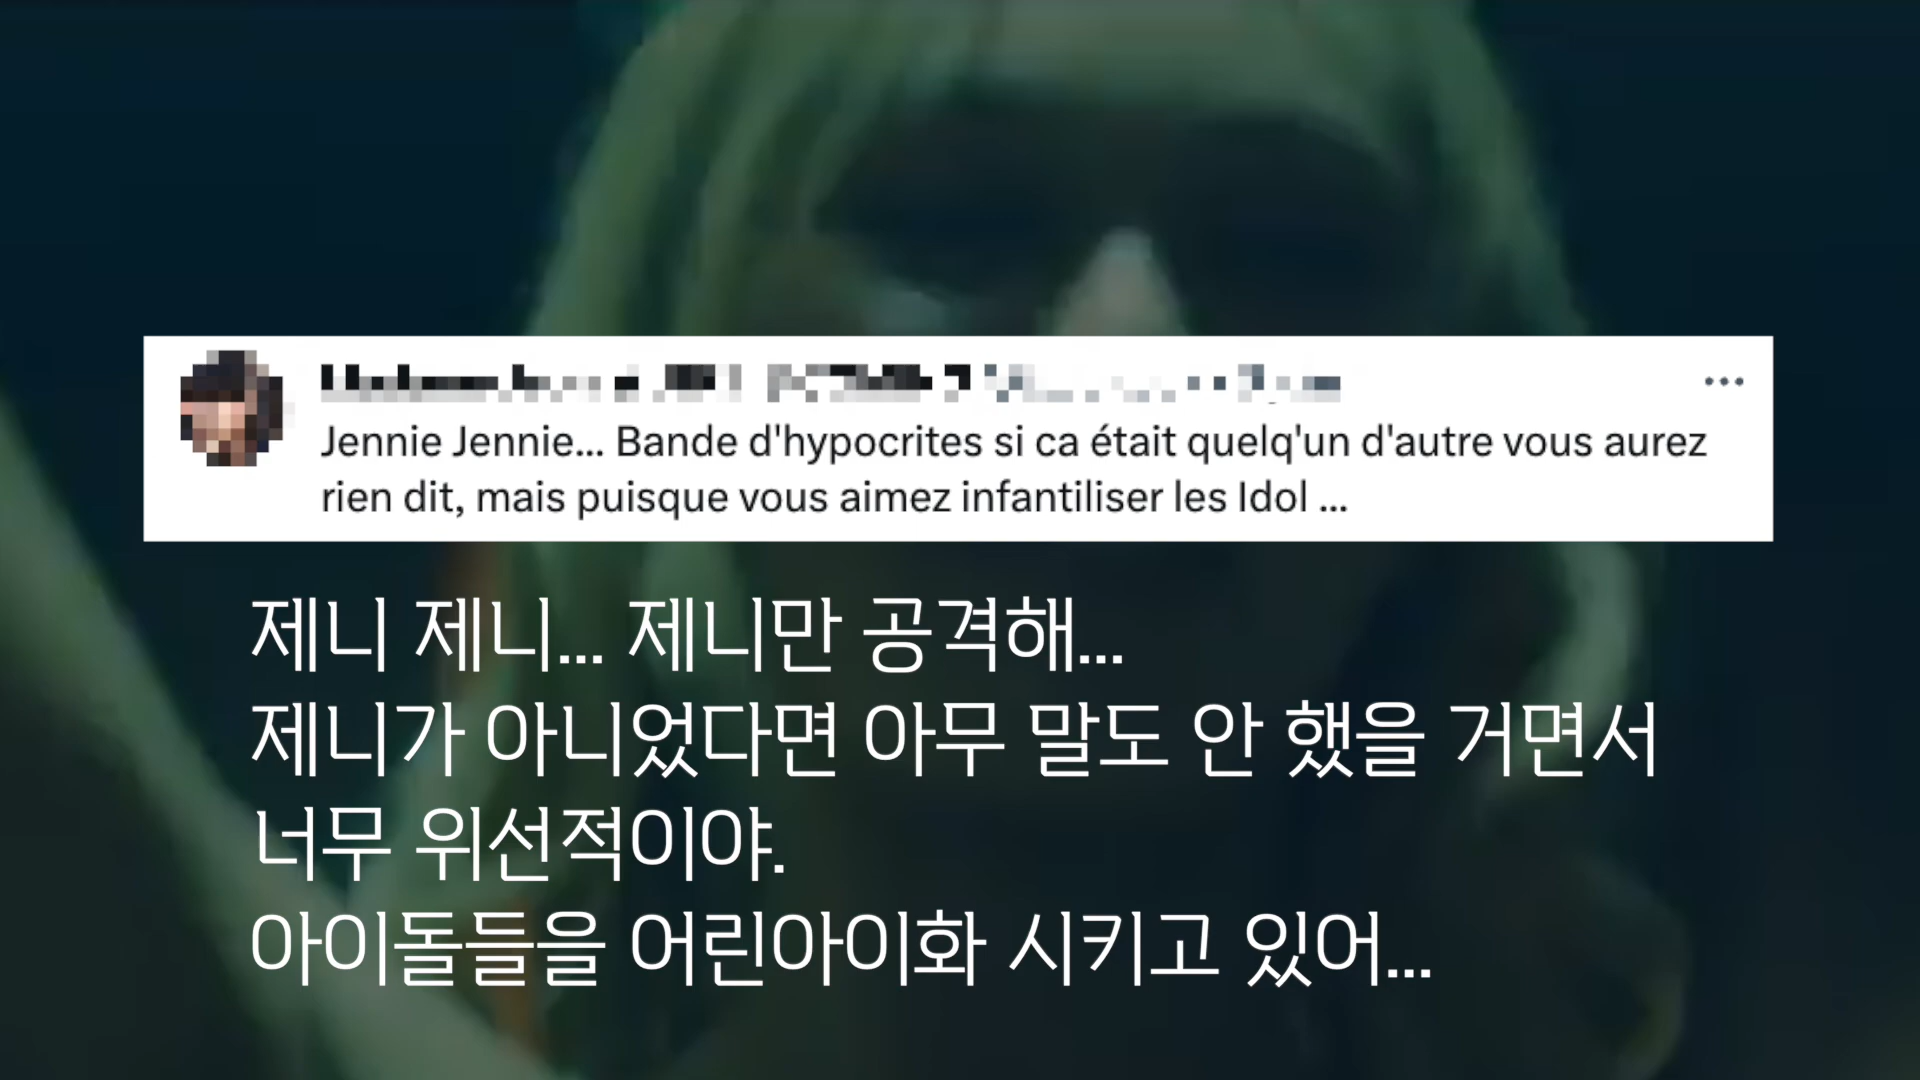 Jennie Jennie... Bande d'hypocrites si ca était quelq'un d'autre vous aurez
rien dit, mais puisque vous aimez infantiliser les Idol ...
제니 제니... 제니만 공격해...
제니가 아니었다면 아무 말도 안 했을 거면서
너무 위선적이야.
아이돌들을 어린아이화 시키고 있어...